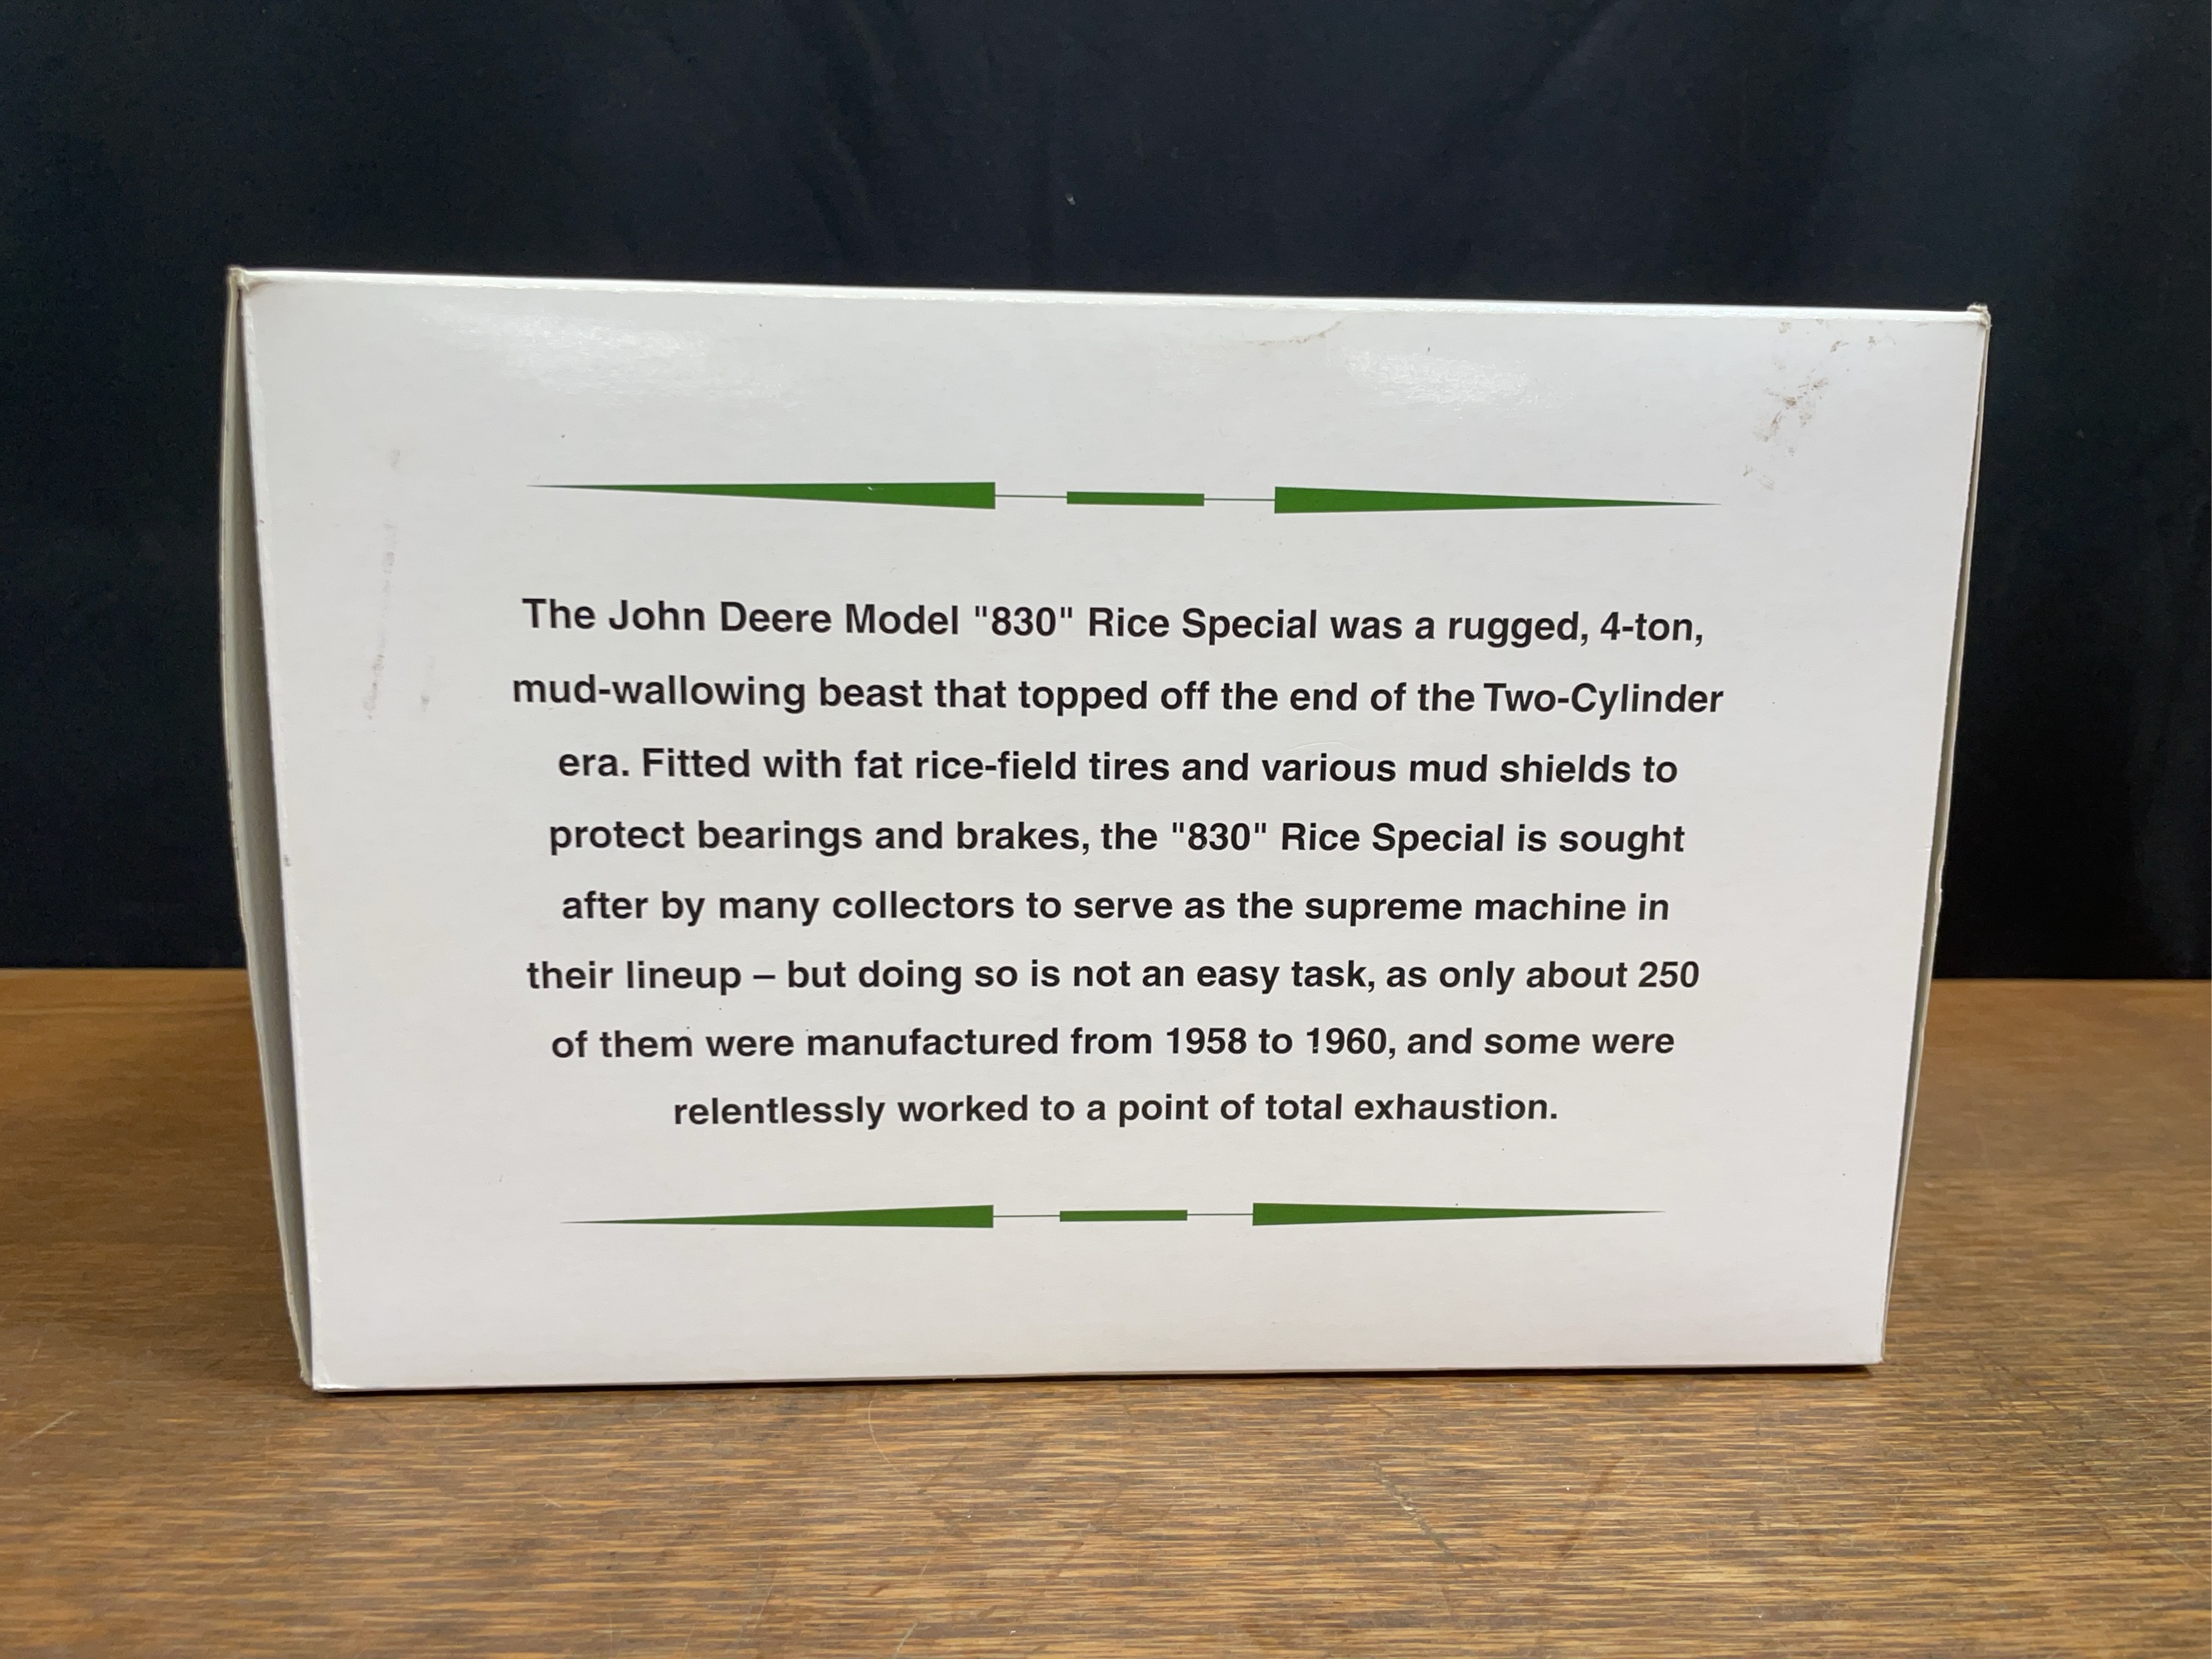 The John Deere Model "830" Rice Special was a rugged, 4-ton,
mud-wallowing beast that topped off the end of the Two-Cylinder
era. Fitted with fat rice-field tires and various mud shields to
protect bearings and brakes, the "830" Rice Special is sought
after by many collectors to serve as the supreme machine in
their lineup – but doing so is not an easy task, as only about 250
of them were manufactured from 1958 to 1960, and some were
relentlessly worked to a point of total exhaustion.